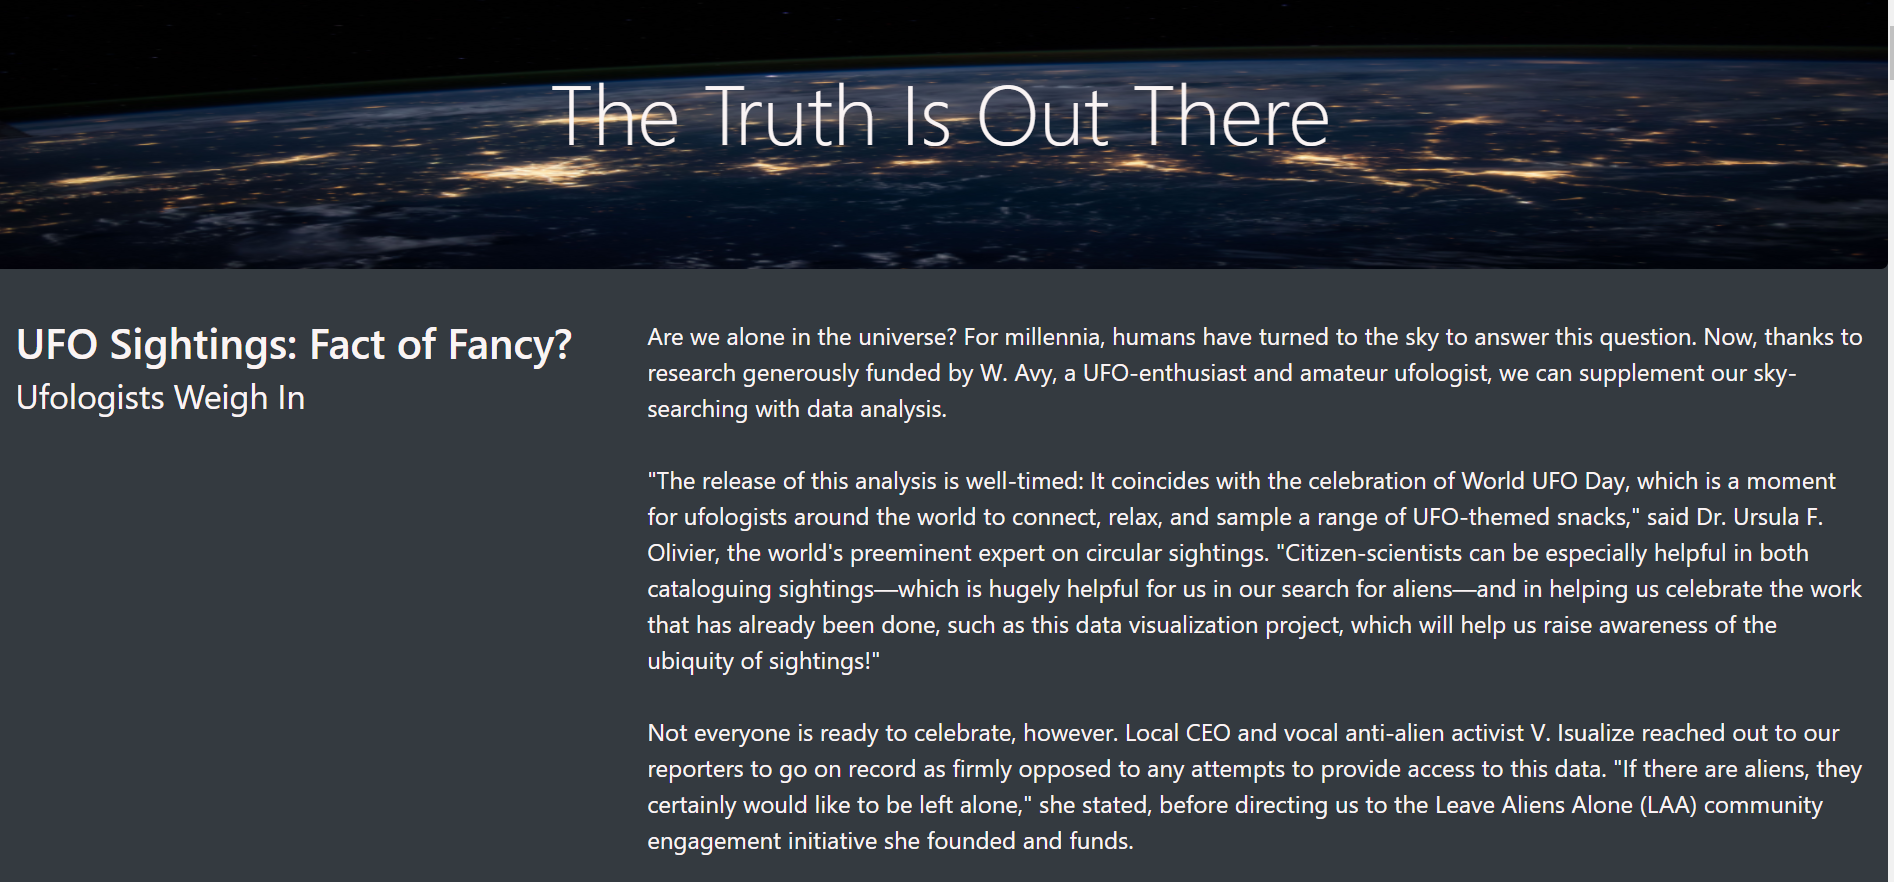 The Truth Is Out There
UFO Sightings: Fact of Fancy?
Ufologists Weigh In
Are we alone in the universe? For millennia, humans have turned to the sky to answer this question. Now, thanks to
research generously funded by W. Avy, a UFO-enthusiast and amateur ufologist, we can supplement our sky-
searching with data analysis.
"The release of this analysis is well-timed: It coincides with the celebration of World UFO Day, which is a moment
for ufologists around the world to connect, relax, and sample a range of UFO-themed snacks," said Dr. Ursula F.
Olivier, the world's preeminent expert on circular sightings. "Citizen-scientists can be especially helpful in both
cataloguing sightings—which is hugely helpful for us in our search for aliens—and in helping us celebrate the work
that has already been done, such as this data visualization project, which will help us raise awareness of the
ubiquity of sightings!"
Not everyone is ready to celebrate, however. Local CEO and vocal anti-alien activist V. Isualize reached out to our
reporters to go on record as firmly opposed to any attempts to provide access to this data. "If there are aliens, they
certainly would like to be left alone," she stated, before directing us to the Leave Aliens Alone (LAA) community
engagement initiative she founded and funds.